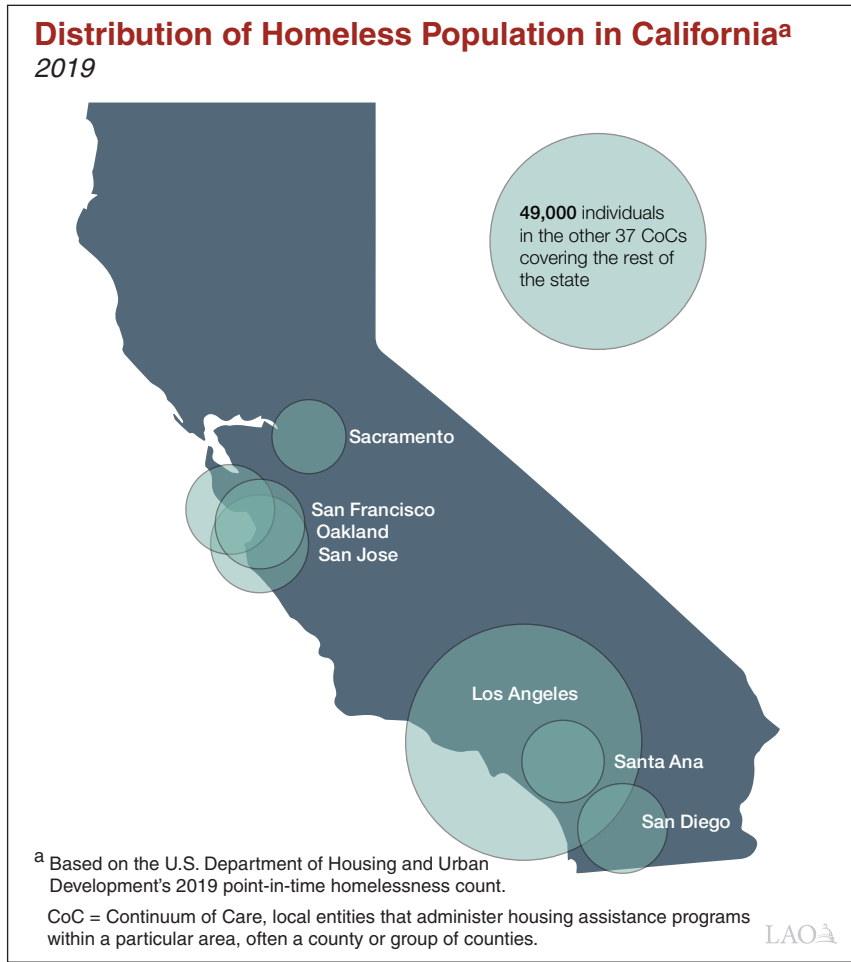 Distribution of Homeless Population in Californiaa
2019
49,000 individuals
in the other 37 CoCs
covering the rest of
the state
Sacramento
San Francisco
Oakland
San Jose
Los Angeles
Santa Ana
San Diego
a Based on the U.S. Department of Housing and Urban
Development's 2019 point-in-time homelessness count.
CoC = Continuum of Care, local entities that administer housing assistance programs
within a particular area, often a county or group of counties.
LAO